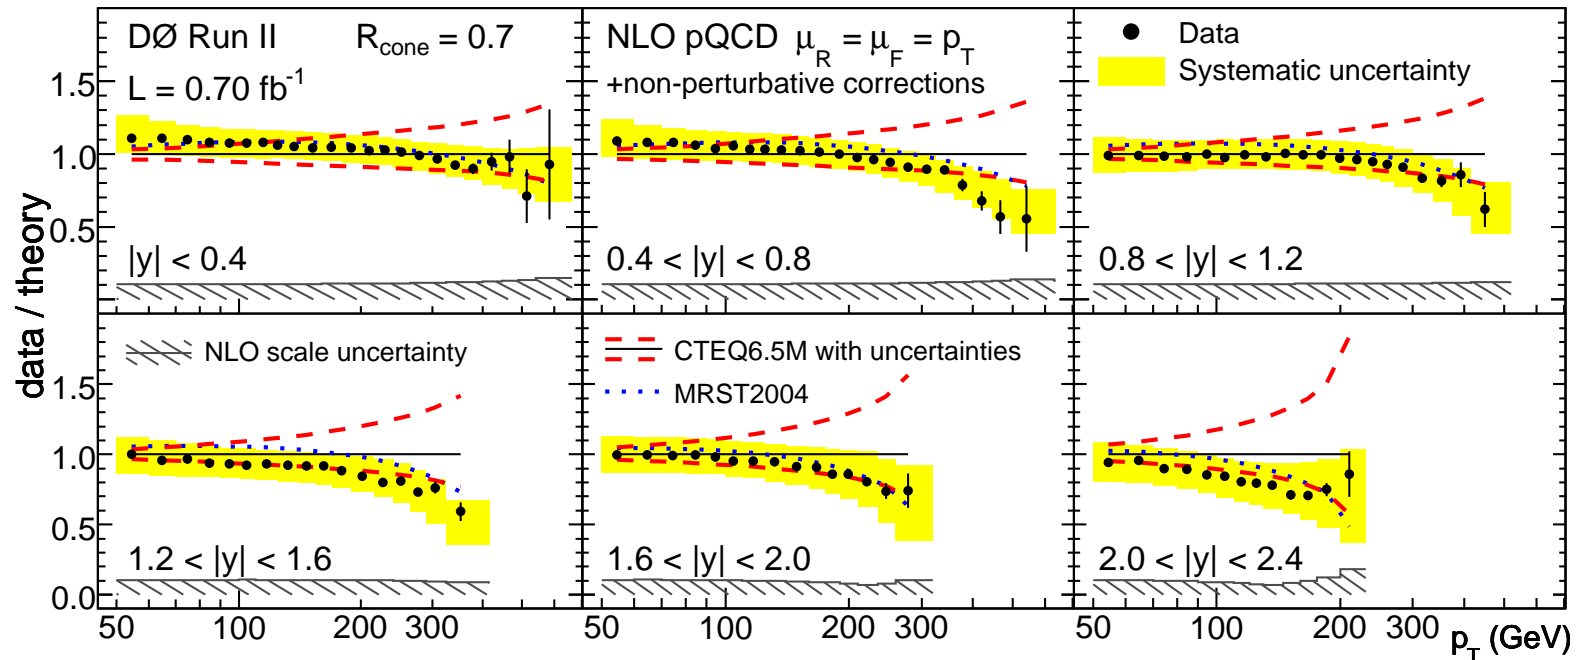 DØ Run II
R_cone = 0.7
L = 0.70 fb⁻¹
NLO pQCD μ_R = μ_F = p_T
+non-perturbative corrections
Data
Systematic uncertainty
1.5
1.0
0.5
|y| < 0.4
0.4 < |y| < 0.8
0.8 < |y| < 1.2
data / theory
NLO scale uncertainty
CTEQ6.5M with uncertainties
MRST2004
1.5
1.0
0.5
0.0
1.2 < |y| < 1.6
1.6 < |y| < 2.0
2.0 < |y| < 2.4
50 100 200 300
50 100 200 300
50 100 200 300
p_T (GeV)